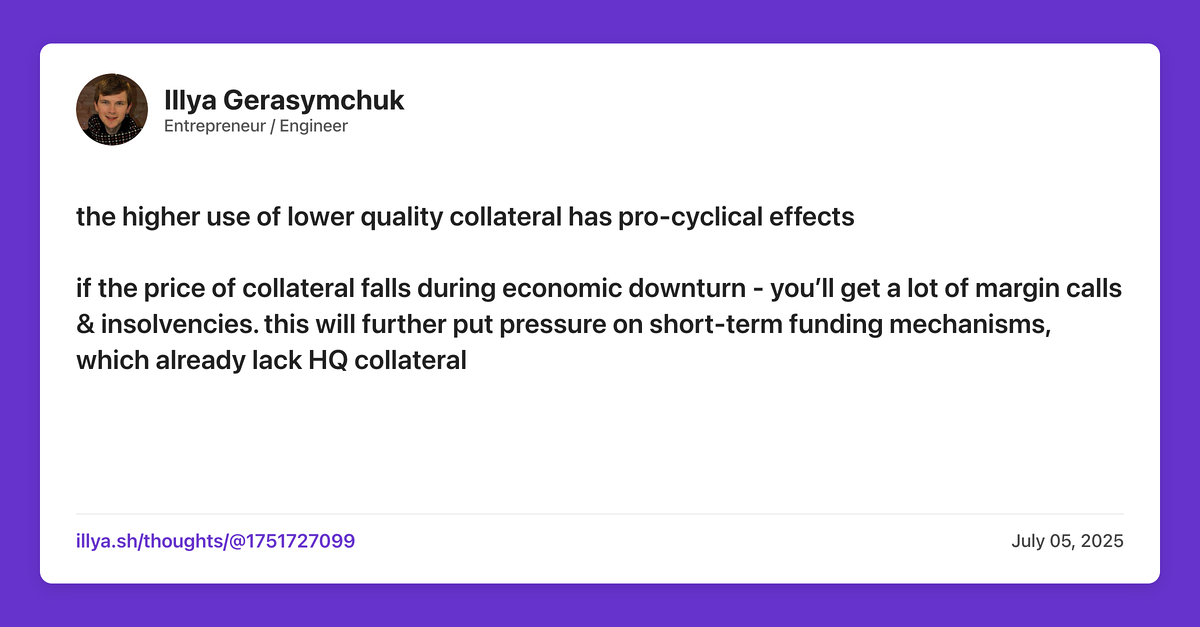 Illya Gerasymchuk
Entrepreneur / Engineer
the higher use of lower quality collateral has pro-cyclical effects
if the price of collateral falls during economic downturn - you’ll get a lot of margin calls
& insolvencies. this will further put pressure on short-term funding mechanisms,
which already lack HQ collateral
illya.sh/thoughts/@1751727099
July 05, 2025